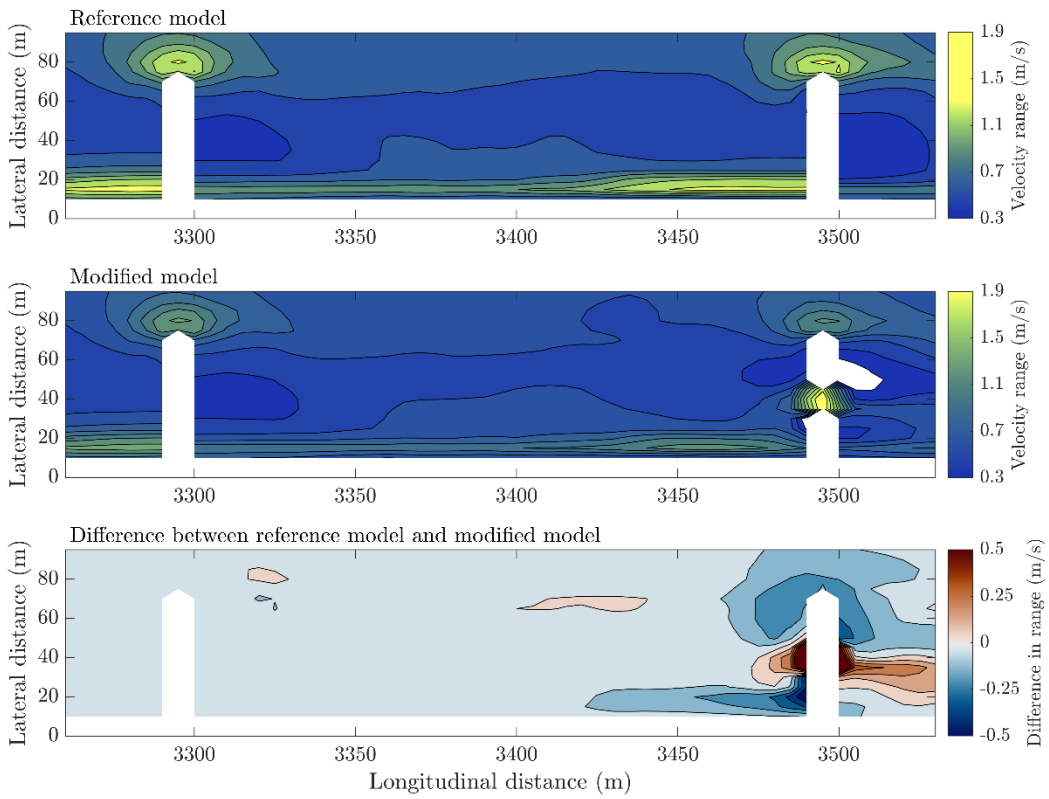 Reference model
Lateral distance (m)
80
60
40
20
0
3300 3350 3400 3450 3500
1.9
1.5
1.1
0.7
0.3
Velocity range (m/s)
Modified model
Lateral distance (m)
80
60
40
20
0
3300 3350 3400 3450 3500
1.9
1.5
1.1
0.7
0.3
Velocity range (m/s)
Difference between reference model and modified model
Lateral distance (m)
80
60
40
20
0
3300 3350 3400 3450 3500
Longitudinal distance (m)
0.5
0.25
0
-0.25
-0.5
Difference in range (m/s)